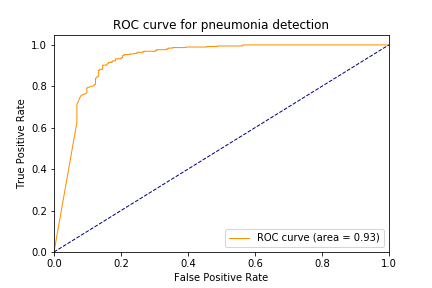 ROC curve for pneumonia detection
1.0
0.8
0.6
0.4
0.2
0.0
True Positive Rate
ROC curve (area = 0.93)
0.0 0.2 0.4 0.6 0.8 1.0
False Positive Rate